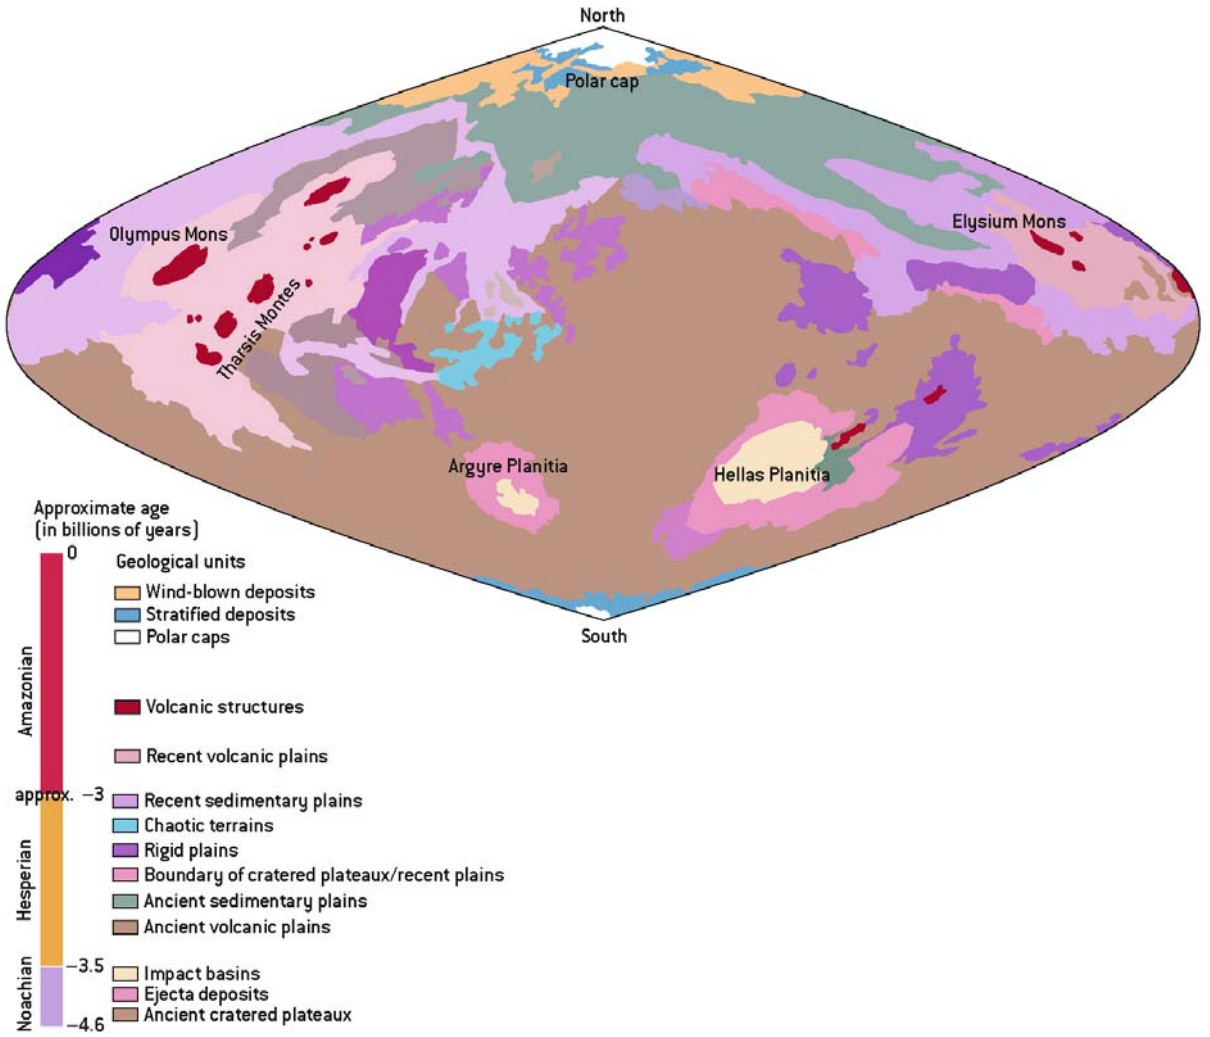 North
Polar cap
Olympus Mons
Elysium Mons
Tharsis Montes
Argyre Planitia
Hellas Planitia
South
Approximate age
(in billions of years)
0
Geological units
Wind-blown deposits
Stratified deposits
Polar caps
Amazonian
Volcanic structures
Recent volcanic plains
approx. –3
Recent sedimentary plains
Chaotic terrains
Rigid plains
Hesperian
Boundary of cratered plateaux/recent plains
Ancient sedimentary plains
Ancient volcanic plains
–3.5
Noachian
Impact basins
Ejecta deposits
Ancient cratered plateaux
–4.6